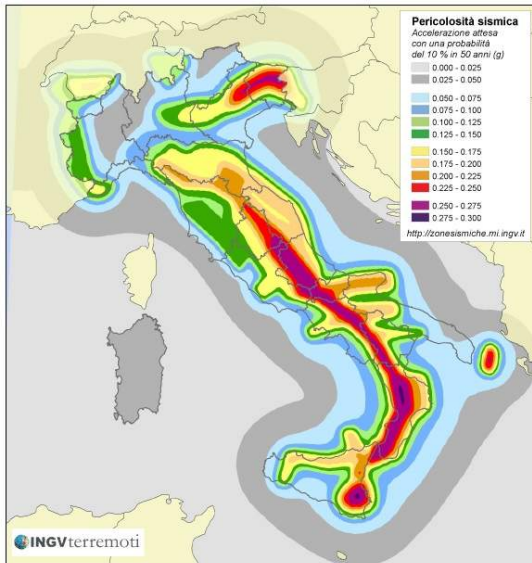 Pericolosità sismica
Accelerazione attesa
con una probabilità
del 10 % in 50 anni (g)
0.000 - 0.025
0.025 - 0.050
0.050 - 0.075
0.075 - 0.100
0.100 - 0.125
0.125 - 0.150
0.150 - 0.175
0.175 - 0.200
0.200 - 0.225
0.225 - 0.250
0.250 - 0.275
0.275 - 0.300
http://zonesismiche.mi.ingv.it
INGVterremoti